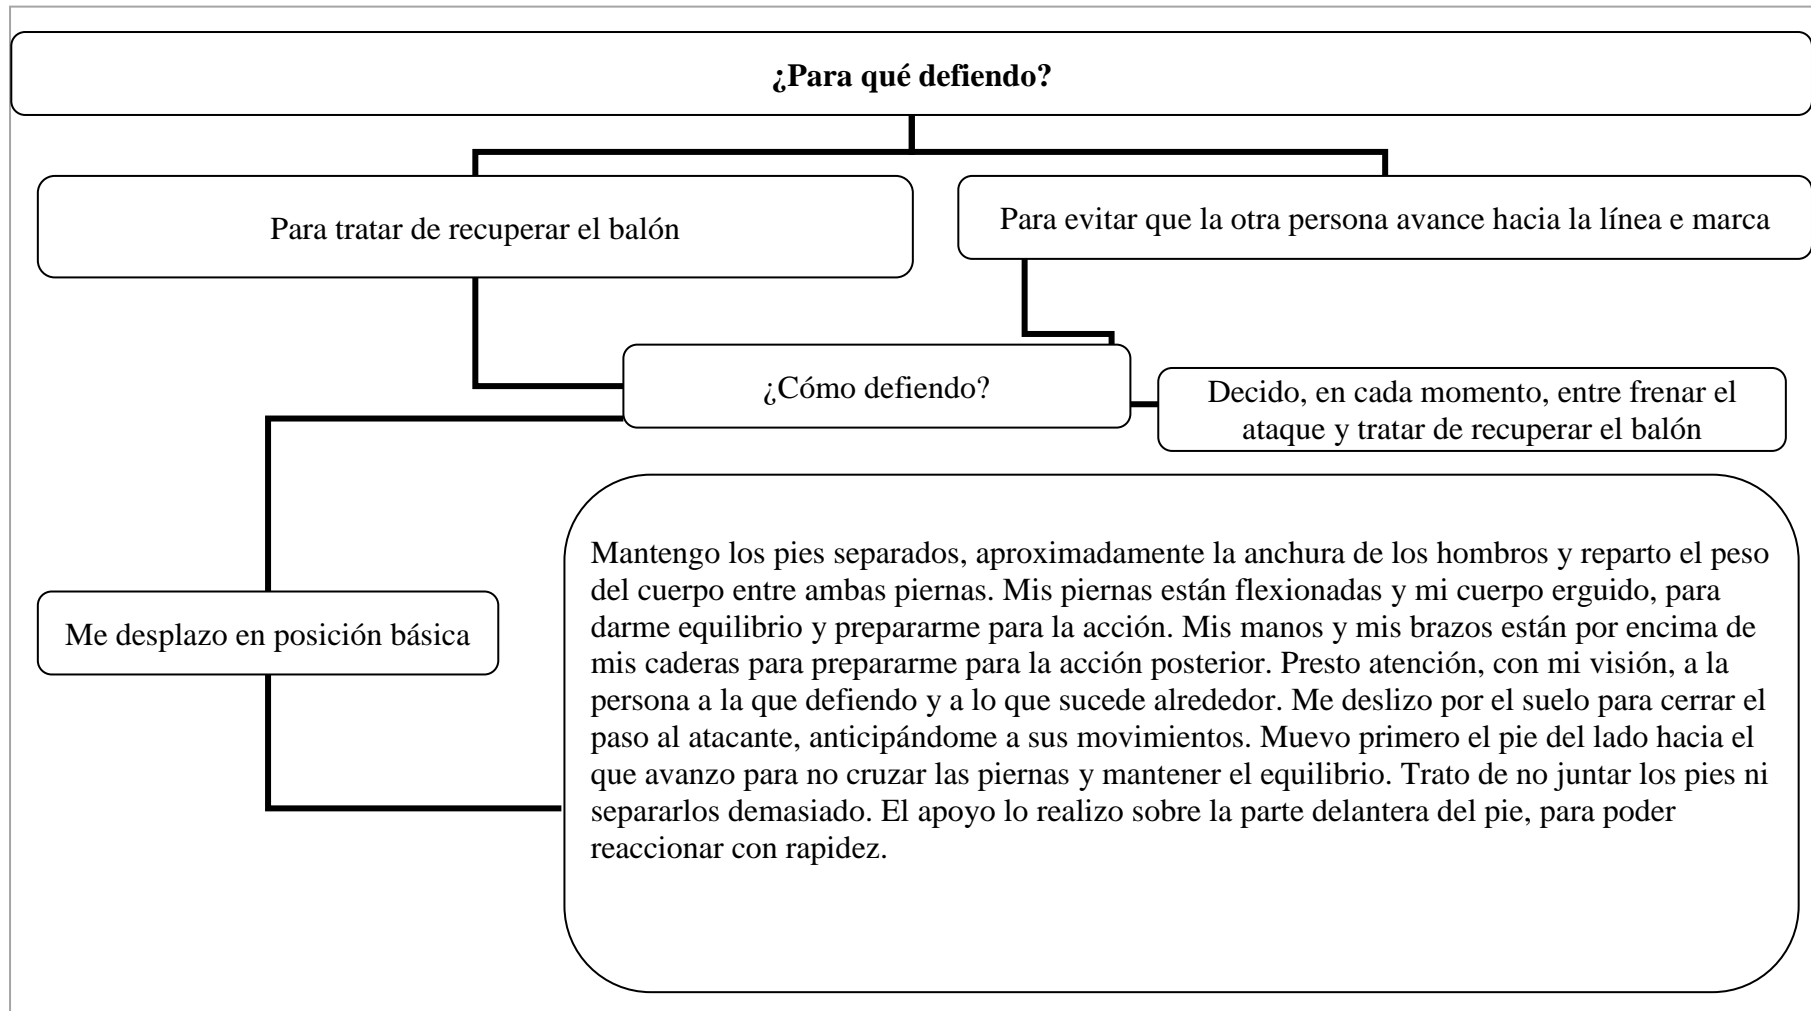 ¿Para qué defiendo?
Para tratar de recuperar el balón
Para evitar que la otra persona avance hacia la línea e marca
¿Cómo defiendo?
Decido, en cada momento, entre frenar el
ataque y tratar de recuperar el balón
Me desplazo en posición básica
Mantengo los pies separados, aproximadamente la anchura de los hombros y reparto el peso
del cuerpo entre ambas piernas. Mis piernas están flexionadas y mi cuerpo erguido, para
darme equilibrio y prepararme para la acción. Mis manos y mis brazos están por encima de
mis caderas para prepararme para la acción posterior. Presto atención, con mi visión, a la
persona a la que defiendo y a lo que sucede alrededor. Me deslizo por el suelo para cerrar el
paso al atacante, anticipándome a sus movimientos. Muevo primero el pie del lado hacia el
que avanzo para no cruzar las piernas y mantener el equilibrio. Trato de no juntar los pies ni
separarlos demasiado. El apoyo lo realizo sobre la parte delantera del pie, para poder
reaccionar con rapidez.